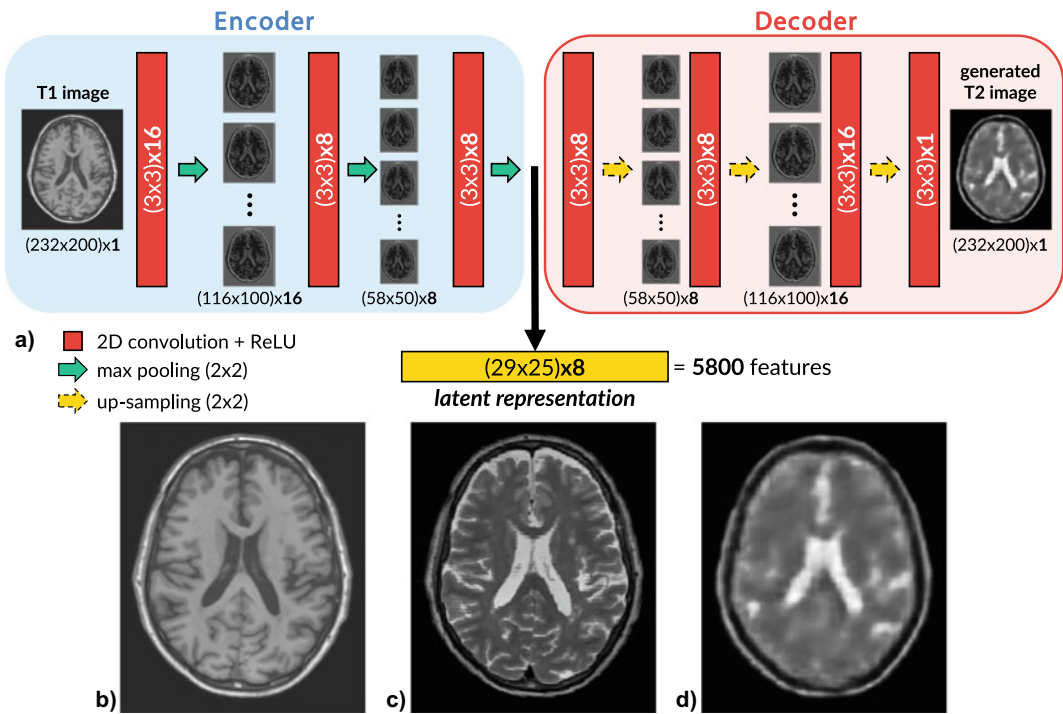 Encoder
Decoder
T1 image
(3x3)x16
(3x3)x8
(3x3)x8
(232x200)x1
(116x100)x16
(58x50)x8
(3x3)x8
(3x3)x8
(3x3)x16
(3x3)x1
generated
T2 image
(232x200)x1
(58x50)x8
(116x100)x16
a)
2D convolution + ReLU
max pooling (2x2)
up-sampling (2x2)
(29x25)x8
= 5800 features
latent representation
b)
c)
d)